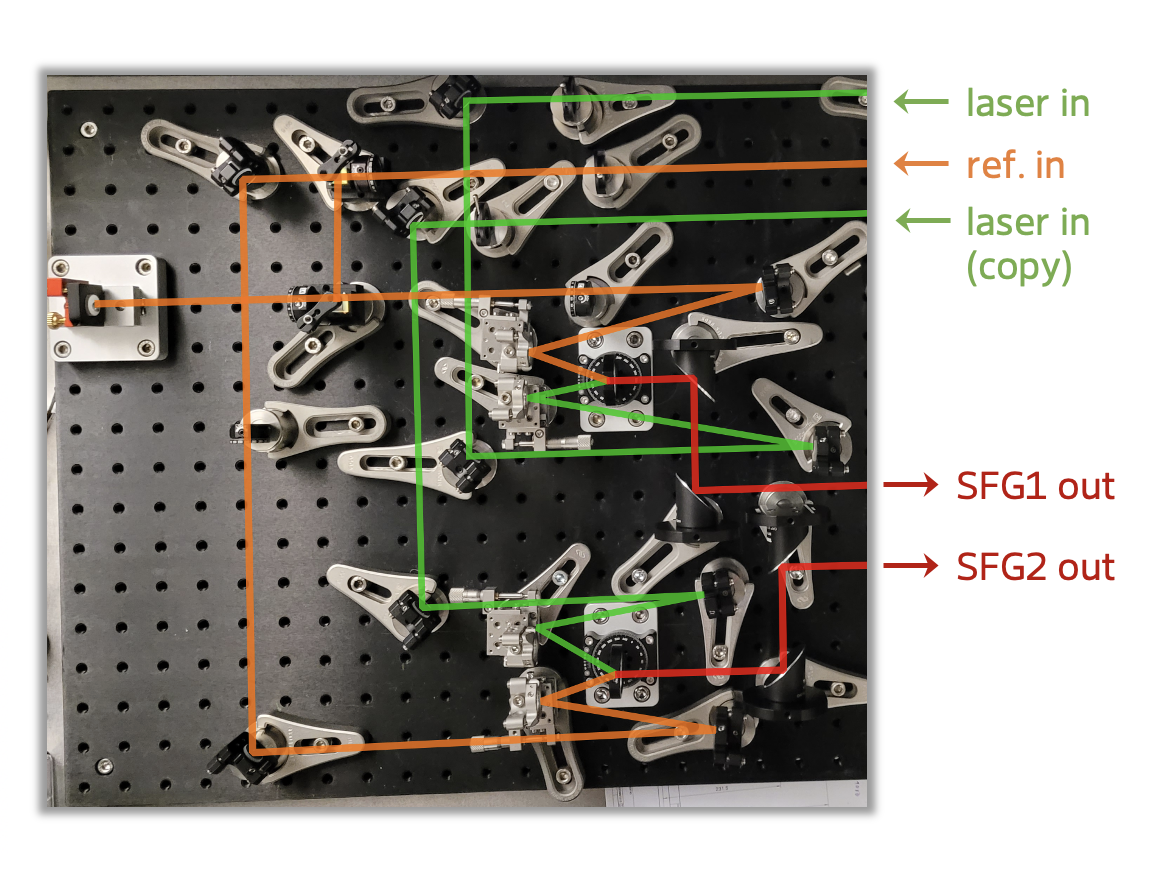 laser in
ref. in
laser in
(copy)
SFG1 out
SFG2 out